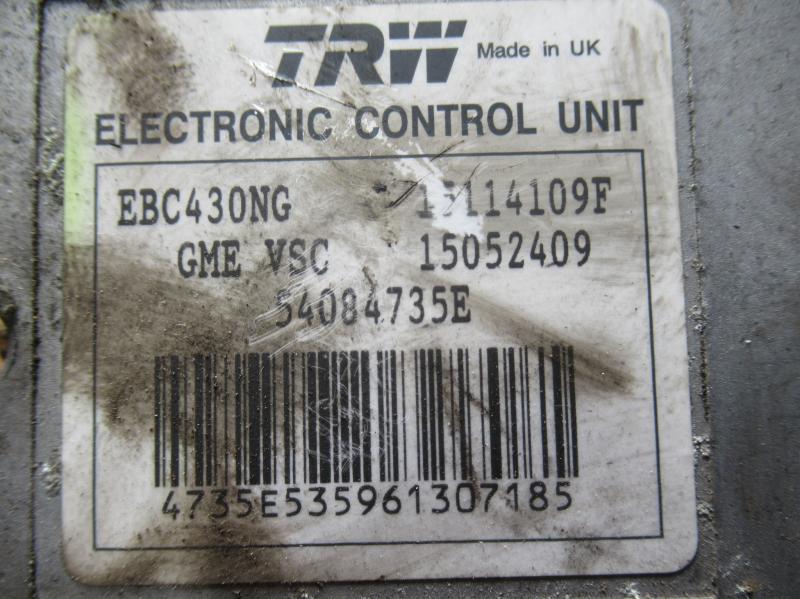 TRW Made in UK
ELECTRONIC CONTROL UNIT
EBC430NG
GME VSC 15052409
54084735E
4735E535961307185